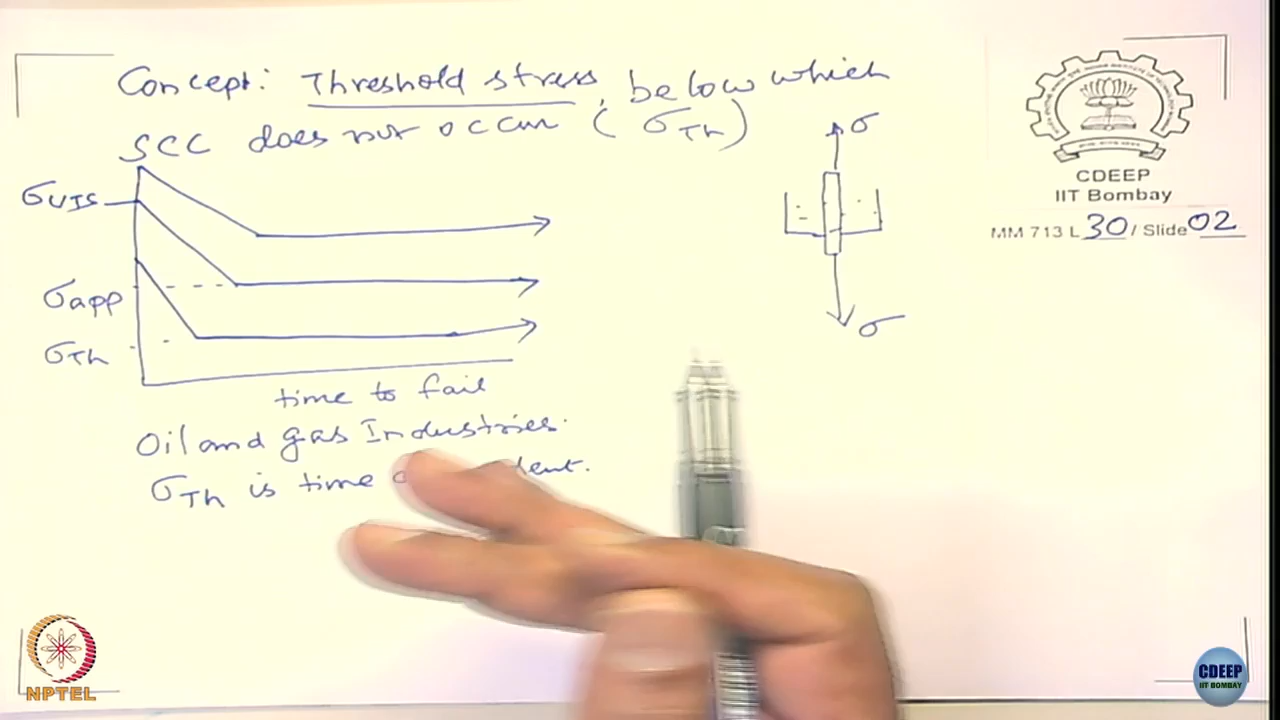 Concept: Threshold stress, below which
SCC does not occur (σTh)
σUTS
σapp
σTh
time to fail
Oil and gas Industries.
σTh is time
σ
σ
CDEEP
IIT Bombay
MM 713 L 30 / Slide 02
NPTEL
CDEEP
IIT BOMBAY